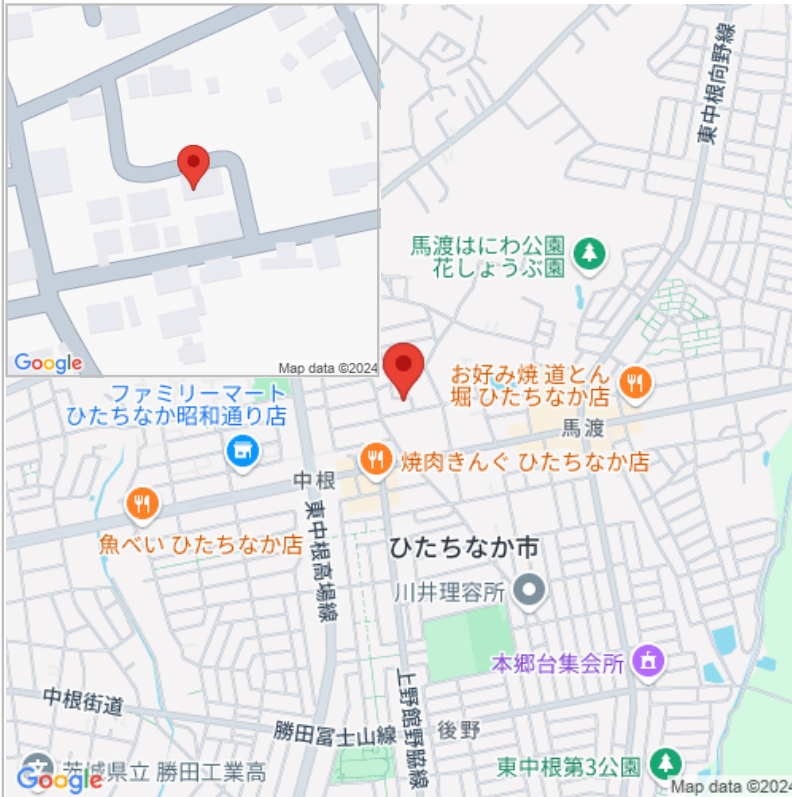 Google
Map data ©2024
東中根向野線
馬渡はにわ公園
花しょうぶ園
ファミリーマート
ひたちなか昭和通り店
お好み焼 道とん
堀 ひたちなか店
馬渡
焼肉きんぐ ひたちなか店
中根
魚べい ひたちなか店
東中根高場線
ひたちなか市
川井理容所
本郷台集会所
中根街道
勝田冨士山線
上野館野脇線
後野
茨城県立 勝田工業高
東中根第3公園
Google
Map data ©2024